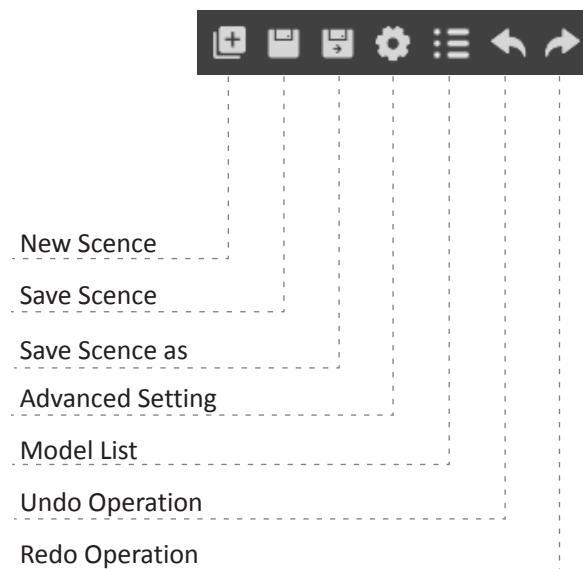 New Scence
Save Scence
Save Scence as
Advanced Setting
Model List
Undo Operation
Redo Operation